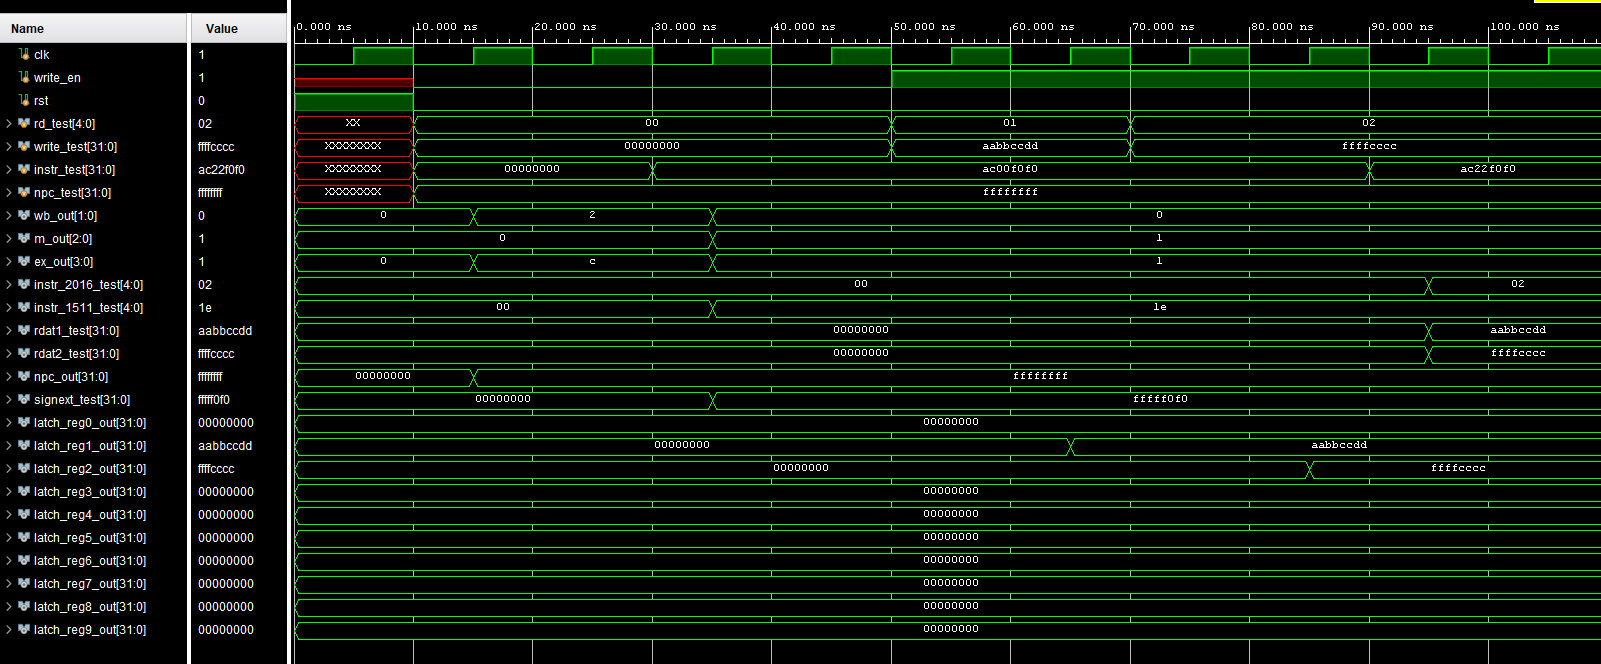 Name Value 0.000 ns 10.000 ns 20.000 ns 30.000 ns 40.000 ns 50.000 ns 60.000 ns 70.000 ns 80.000 ns 90.000 ns 100.000 ns
clk 1
write_en 1
rst 0
rd_test[4:0] 02 XX 00 01 02
write_test[31:0] ffffcccc XXXXXXXX 00000000 aabbccdd ffffcccc
instr_test[31:0] ac22f0f0 XXXXXXXX 00000000 ac00f0f0 ac22f0f0
npc_test[31:0] ffffffff XXXXXXXX ffffffff
wb_out[1:0] 0 0 2 0
m_out[2:0] 1 0 1
ex_out[3:0] 1 0 c 1
instr_2016_test[4:0] 02 00 02
instr_1511_test[4:0] 1e 00 1e
rdat1_test[31:0] aabbccdd 00000000 aabbccdd
rdat2_test[31:0] ffffcccc 00000000 ffffcccc
npc_out[31:0] ffffffff 00000000 ffffffff
signext_test[31:0] fffff0f0 00000000 fffff0f0
latch_reg0_out[31:0] 00000000 00000000
latch_reg1_out[31:0] aabbccdd 00000000 aabbccdd
latch_reg2_out[31:0] ffffcccc 00000000 ffffcccc
latch_reg3_out[31:0] 00000000 00000000
latch_reg4_out[31:0] 00000000 00000000
latch_reg5_out[31:0] 00000000 00000000
latch_reg6_out[31:0] 00000000 00000000
latch_reg7_out[31:0] 00000000 00000000
latch_reg8_out[31:0] 00000000 00000000
latch_reg9_out[31:0] 00000000 00000000